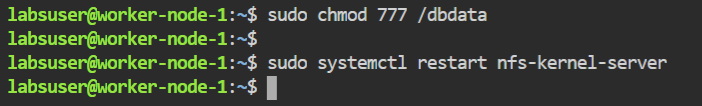 labsuser@worker-node-1:~$ sudo chmod 777 /dbdata
labsuser@worker-node-1:~$
labsuser@worker-node-1:~$ sudo systemctl restart nfs-kernel-server
labsuser@worker-node-1:~$